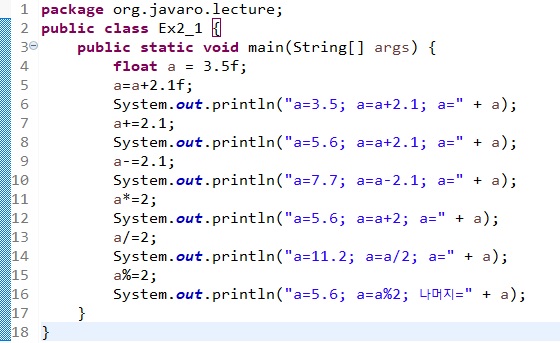 1 package org.javaro.lecture;
2 public class Ex2_1 {
3 public static void main(String[] args) {
4 float a = 3.5f;
5 a=a+2.1f;
6 System.out.println("a=3.5; a=a+2.1; a=" + a);
7 a+=2.1;
8 System.out.println("a=5.6; a=a+2.1; a=" + a);
9 a-=2.1;
10 System.out.println("a=7.7; a=a-2.1; a=" + a);
11 a*=2;
12 System.out.println("a=5.6; a=a+2; a=" + a);
13 a/=2;
14 System.out.println("a=11.2; a=a/2; a=" + a);
15 a%=2;
16 System.out.println("a=5.6; a=a%2; 나머지=" + a);
17 }
18 }